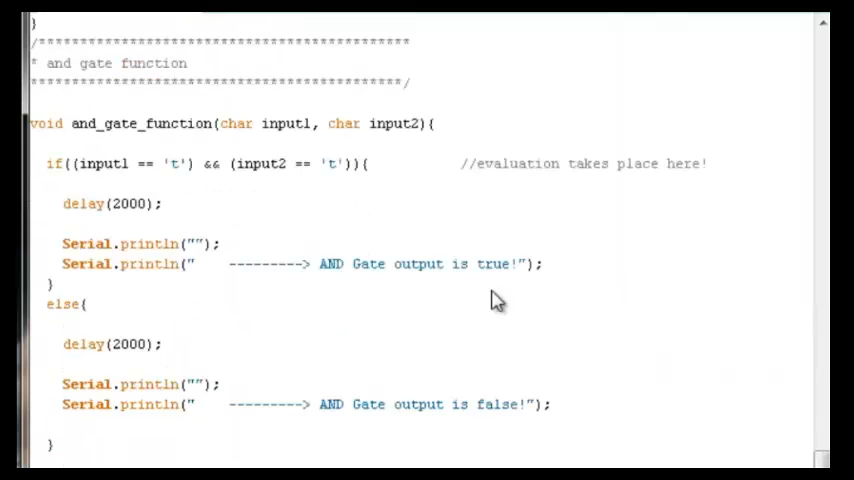 }
/*********************************************
* and gate function
*********************************************/
void and_gate_function(char input1, char input2){
if((input1 == 't') && (input2 == 't')){ //evaluation takes place here!
delay(2000);
Serial.println("");
Serial.println(" ---------> AND Gate output is true!");
}
else{
delay(2000);
Serial.println("");
Serial.println(" ---------> AND Gate output is false!");
}